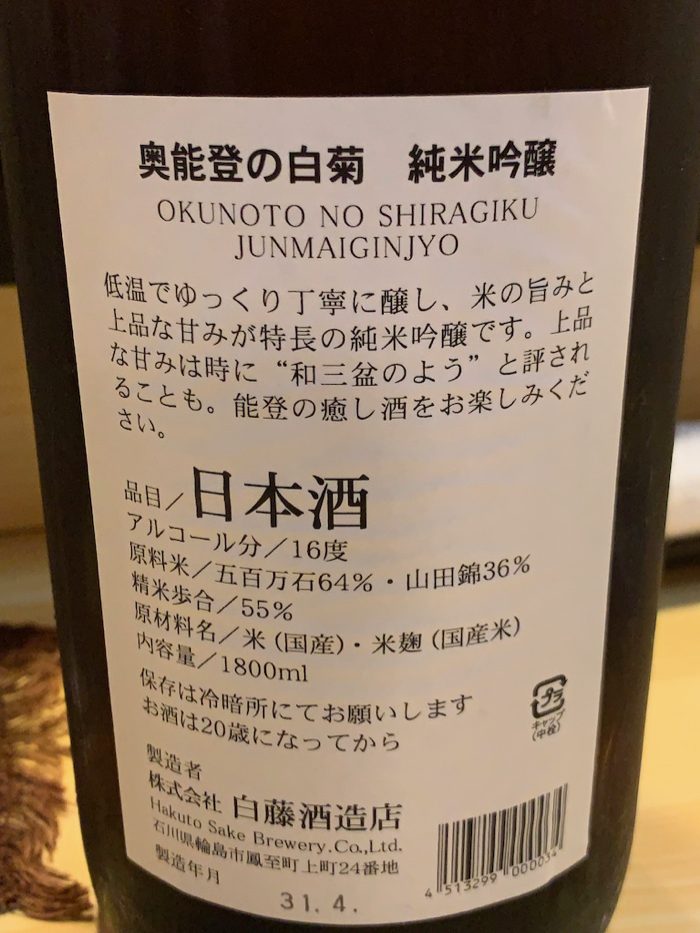 奥能登の白菊　純米吟醸
OKUNOTO NO SHIRAGIKU
JUNMAIGINJYO
低温でゆっくり丁寧に醸し、米の旨みと
上品な甘みが特長の純米吟醸です。上品
な甘みは時に“和三盆のよう”と評され
ることも。能登の癒し酒をお楽しみくだ
さい。
品目／日本酒
アルコール分／16度
原料米／五百万石64%・山田錦36%
精米歩合／55%
原材料名／米（国産）・米麹（国産米）
内容量／1800ml
保存は冷暗所にてお願いします
お酒は20歳になってから
プラ
キャップ
（中栓）
製造者
株式会社 白藤酒造店
Hakuto Sake Brewery.Co.,Ltd.
石川県輪島市鳳至町上町24番地
製造年月
31.4.
4 513299 000034